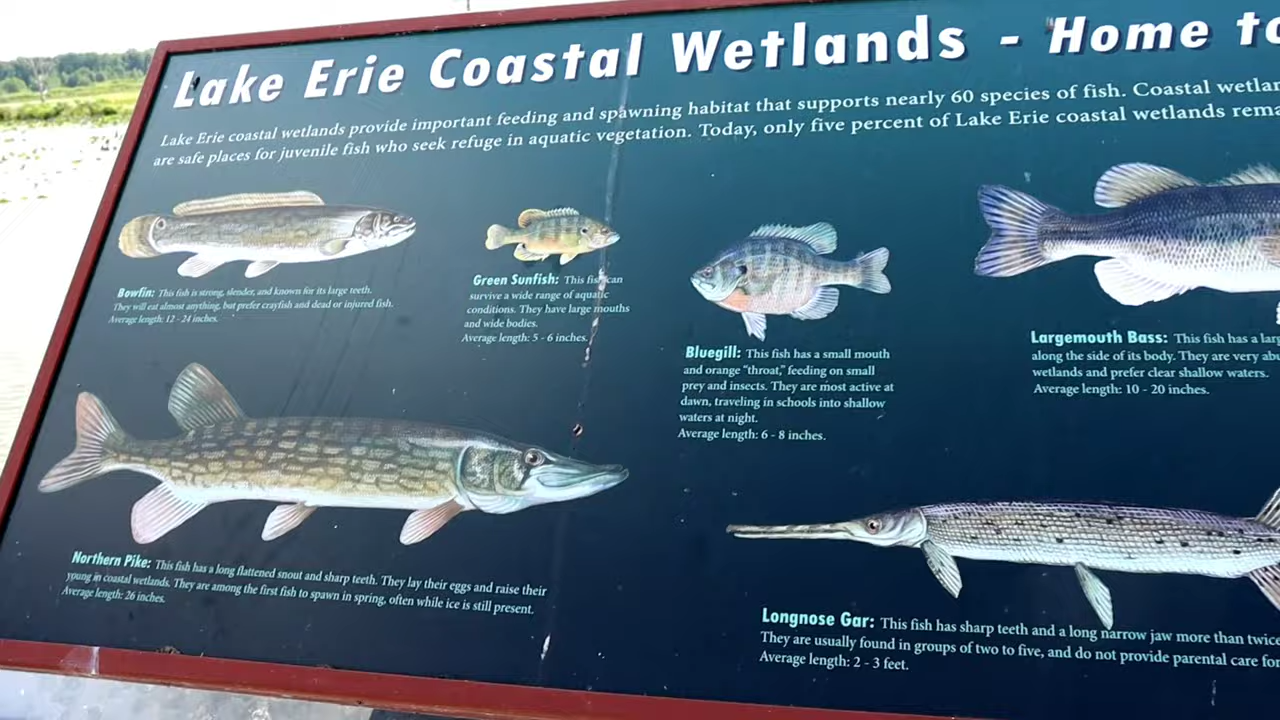 Lake Erie Coastal Wetlands - Home to
Lake Erie coastal wetlands provide important feeding and spawning habitat that supports nearly 60 species of fish. Coastal
are safe places for juvenile fish who seek refuge in aquatic vegetation. Today, only five percent of Lake Erie coastal wetlands
Bowfin: This fish is strong, slender, and known for its large teeth.
They will eat almost anything, but prefer crayfish and dead or injured fish.
Average length: 12 - 24 inches.
Green Sunfish: This fish can
survive a wide range of aquatic
conditions. They have large mouths
and wide bodies.
Average length: 5 - 6 inches.
Bluegill: This fish has a small mouth
and orange "throat," feeding on small
prey and insects. They are most active at
dawn, traveling in schools into shallow
waters at night.
Average length: 6 - 8 inches.
Largemouth Bass: This fish has a
along the side of its body. They are very
wetlands and prefer clear shallow waters.
Average length: 10 - 20 inches.
Northern Pike: This fish has a long flattened snout and sharp teeth. They lay their eggs and raise their
young in coastal wetlands. They are among the first fish to spawn in spring, often while ice is still present.
Average length: 26 inches.
Longnose Gar: This fish has sharp teeth and a long narrow jaw more than twice
They are usually found in groups of two to five, and do not provide parental care for
Average length: 2 - 3 feet.